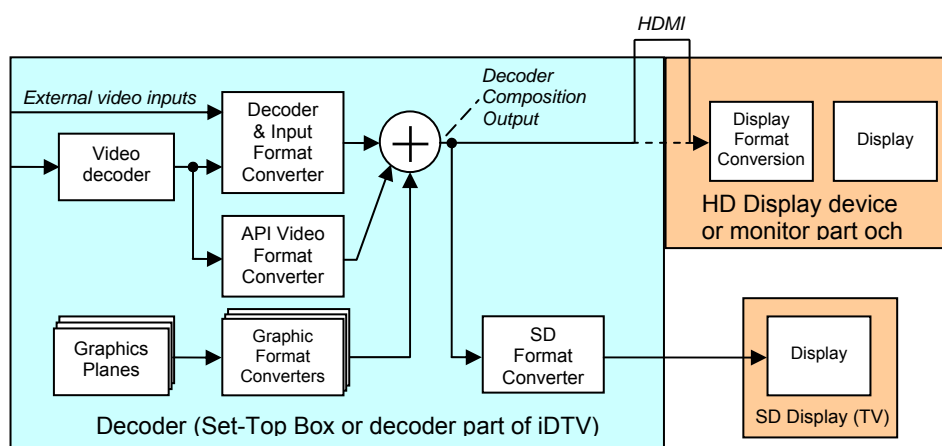 HDMI
External video inputs
Decoder
& Input
Format
Converter
Decoder
Composition
Output
Video
decoder
Display
Format
Conversion
Display
HD Display device
or monitor part och
API Video
Format
Converter
Graphics
Planes
Graphic
Format
Converters
SD
Format
Converter
Display
SD Display (TV)
Decoder (Set-Top Box or decoder part of iDTV)